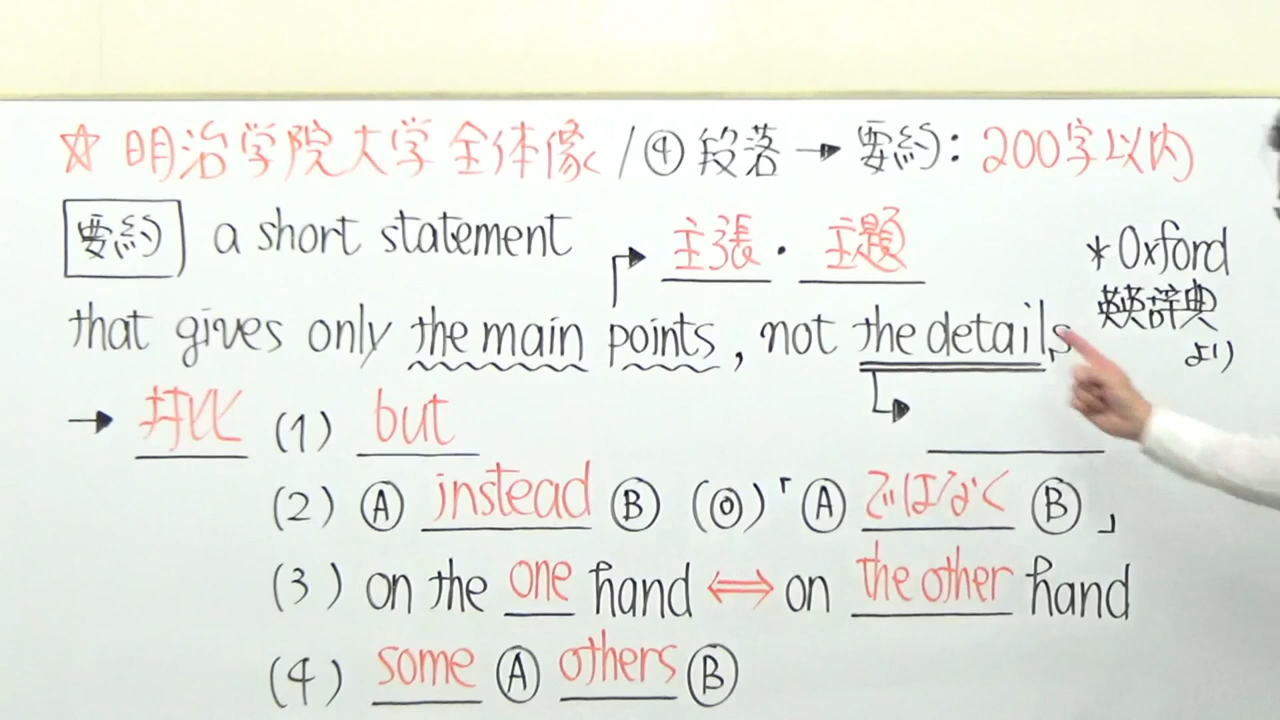 ☆ 明治学院大学 全体像 / ④ 段落 → 要約: 200字以内
要約 a short statement
→ 主張・主題
*Oxford
英英辞典
より
that gives only the main points, not the details.
→ 対比 (1) but
(2) Ⓐ instead Ⓑ (◎)「Ⓐ ではなく Ⓑ」
(3) on the one hand ⇔ on the other hand
(4) some Ⓐ others Ⓑ